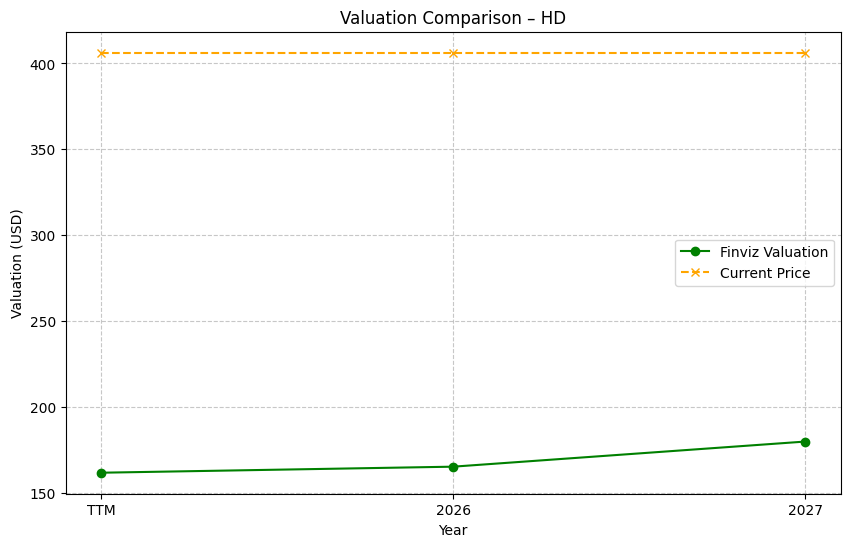 Valuation Comparison – HD
Valuation (USD)
400
350
300
250
200
150
Finviz Valuation
Current Price
TTM
2026
2027
Year